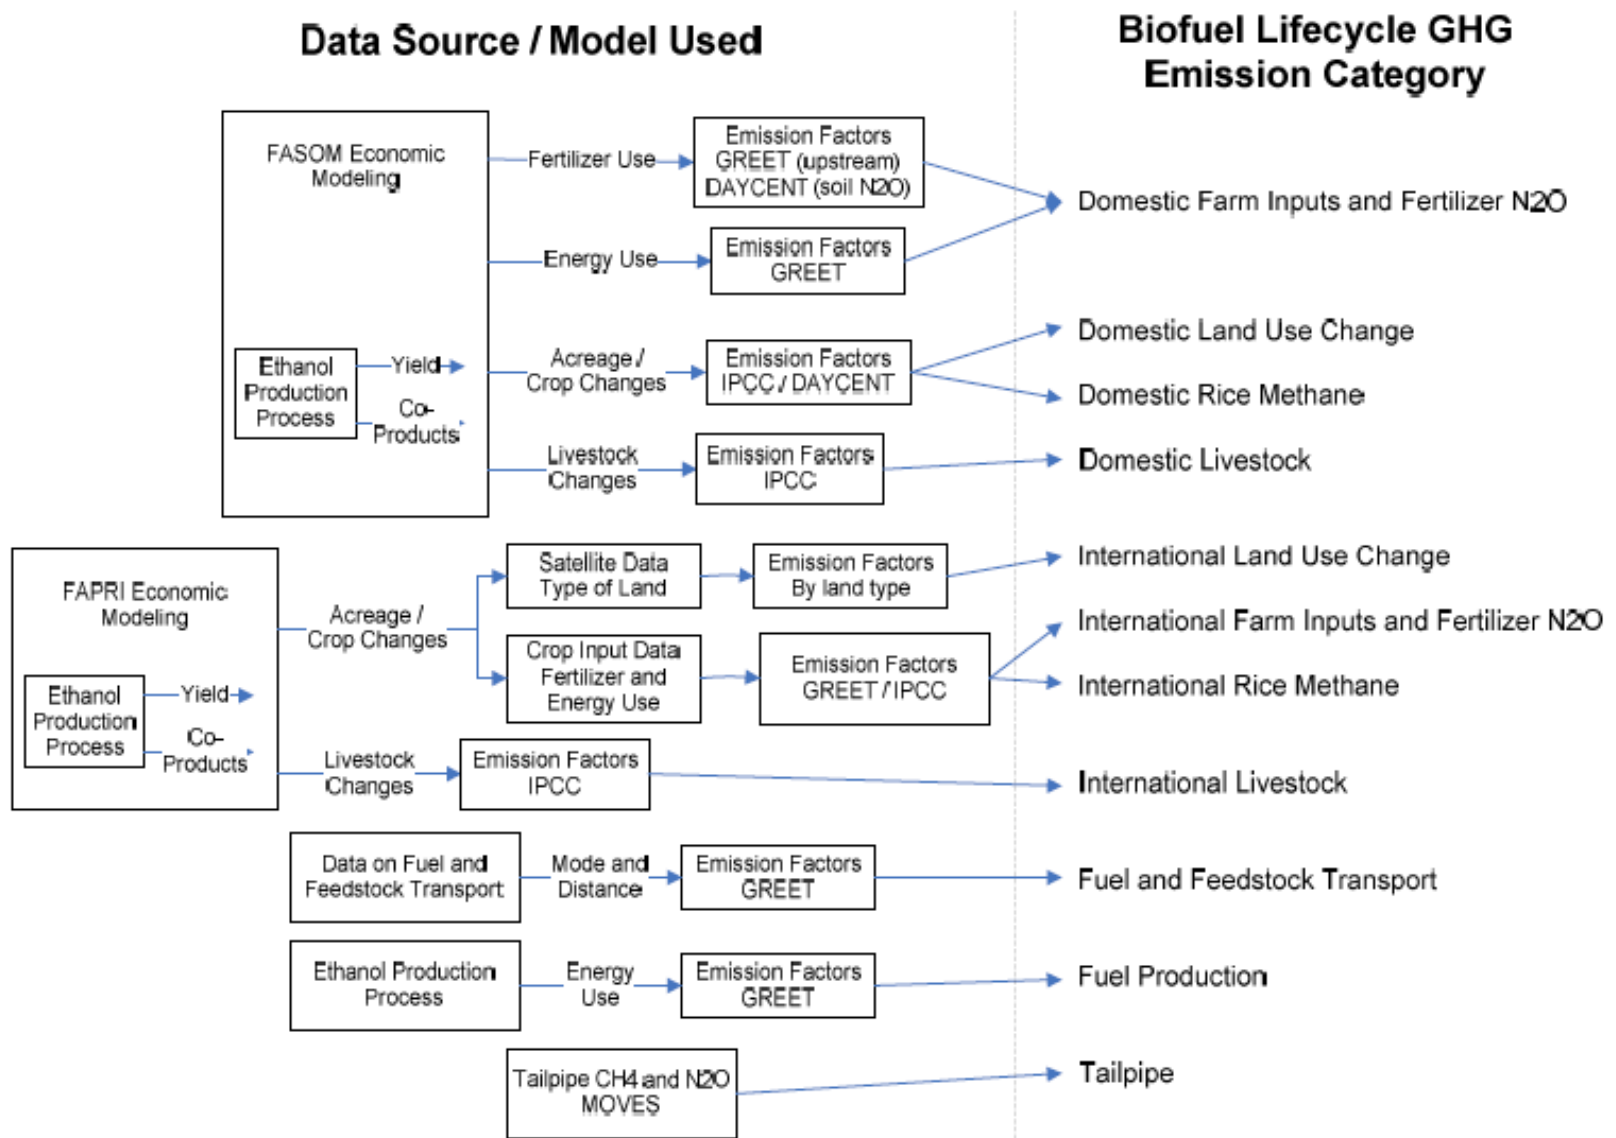 Data Source / Model Used
Biofuel Lifecycle GHG
Emission Category
FASOM Economic
Modeling
Fertilizer Use
Emission Factors
GREET (upstream)
DAYCENT (soil N2O)
Domestic Farm Inputs and Fertilizer N2O
Energy Use
Emission Factors
GREET
Ethanol
Production
Process
Yield
Co-
Products
Acreage /
Crop Changes
Emission Factors
IPCC / DAYCENT
Domestic Land Use Change
Domestic Rice Methane
Livestock
Changes
Emission Factors
IPCC
Domestic Livestock
FAPRI Economic
Modeling
Acreage /
Crop Changes
Satellite Data
Type of Land
Emission Factors
By land type
International Land Use Change
Crop Input Data
Fertilizer and
Energy Use
Emission Factors
GREET / IPCC
International Farm Inputs and Fertilizer N2O
International Rice Methane
Ethanol
Production
Process
Yield
Co-
Products
Livestock
Changes
Emission Factors
IPCC
International Livestock
Data on Fuel and
Feedstock Transport
Mode and
Distance
Emission Factors
GREET
Fuel and Feedstock Transport
Ethanol Production
Process
Energy
Use
Emission Factors
GREET
Fuel Production
Tailpipe CH4 and N2O
MOVES
Tailpipe